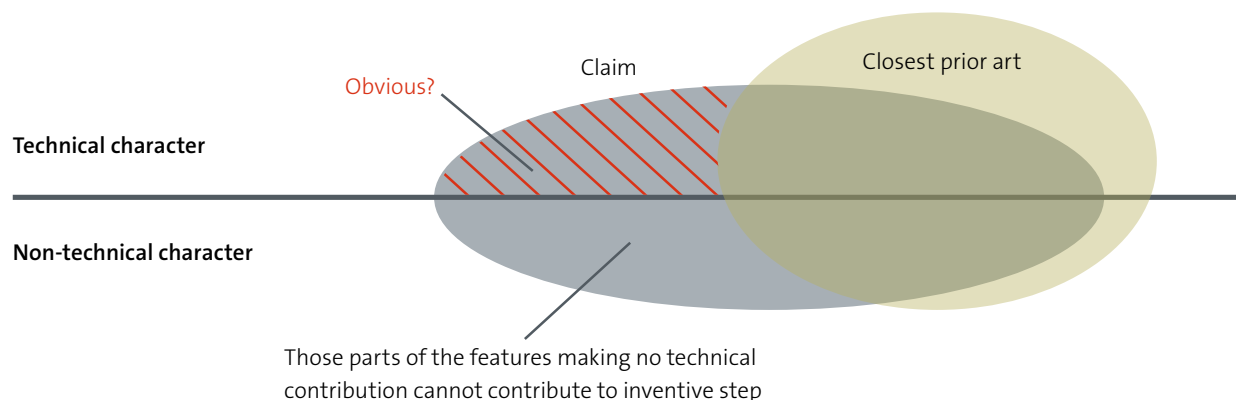 Claim
Closest prior art
Obvious?
Technical character
Non-technical character
Those parts of the features making no technical
contribution cannot contribute to inventive step